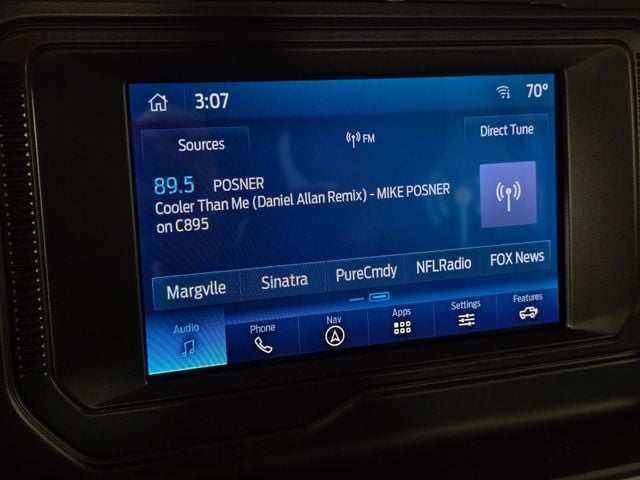 3:07 70°
Sources FM Direct Tune
89.5 POSNER
Cooler Than Me (Daniel Allan Remix) - MIKE POSNER
on C895
Margvlle Sinatra PureCmdy NFLRadio FOX News
Audio Phone Nav Apps Settings Features